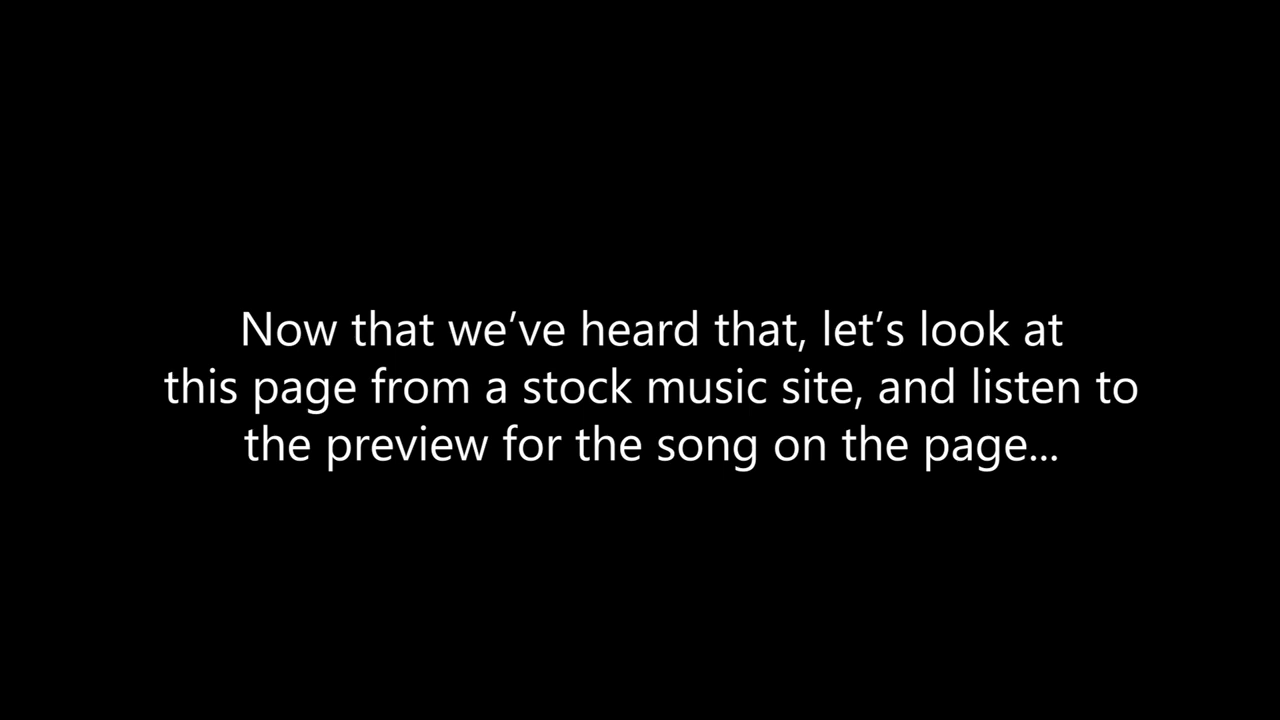 Now that we’ve heard that, let’s look at
this page from a stock music site, and listen to
the preview for the song on the page...